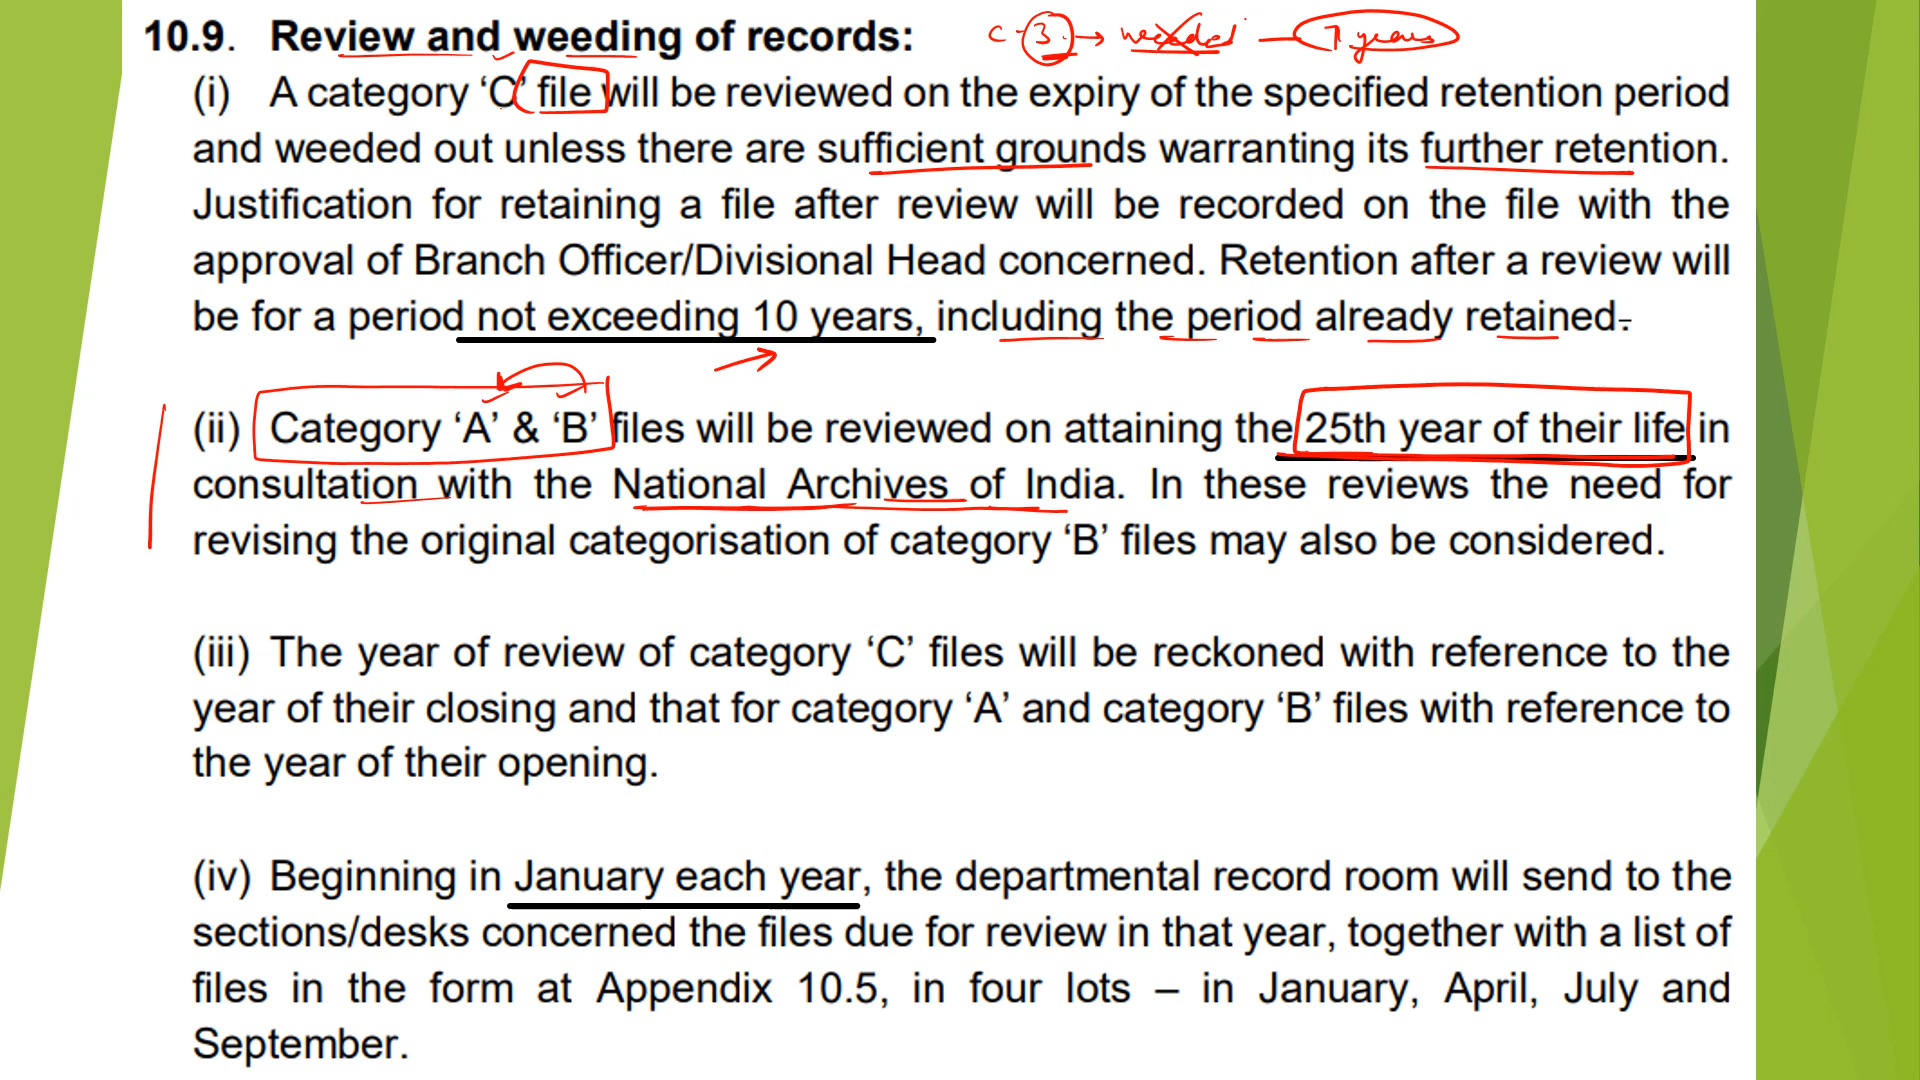 10.9. Review and weeding of records: C-3 → weeded — 7 years
(i) A category ‘C’ file will be reviewed on the expiry of the specified retention period
and weeded out unless there are sufficient grounds warranting its further retention.
Justification for retaining a file after review will be recorded on the file with the
approval of Branch Officer/Divisional Head concerned. Retention after a review will
be for a period not exceeding 10 years, including the period already retained.
(ii) Category ‘A’ & ‘B’ files will be reviewed on attaining the 25th year of their life in
consultation with the National Archives of India. In these reviews the need for
revising the original categorisation of category ‘B’ files may also be considered.
(iii) The year of review of category ‘C’ files will be reckoned with reference to the
year of their closing and that for category ‘A’ and category ‘B’ files with reference to
the year of their opening.
(iv) Beginning in January each year, the departmental record room will send to the
sections/desks concerned the files due for review in that year, together with a list of
files in the form at Appendix 10.5, in four lots – in January, April, July and
September.